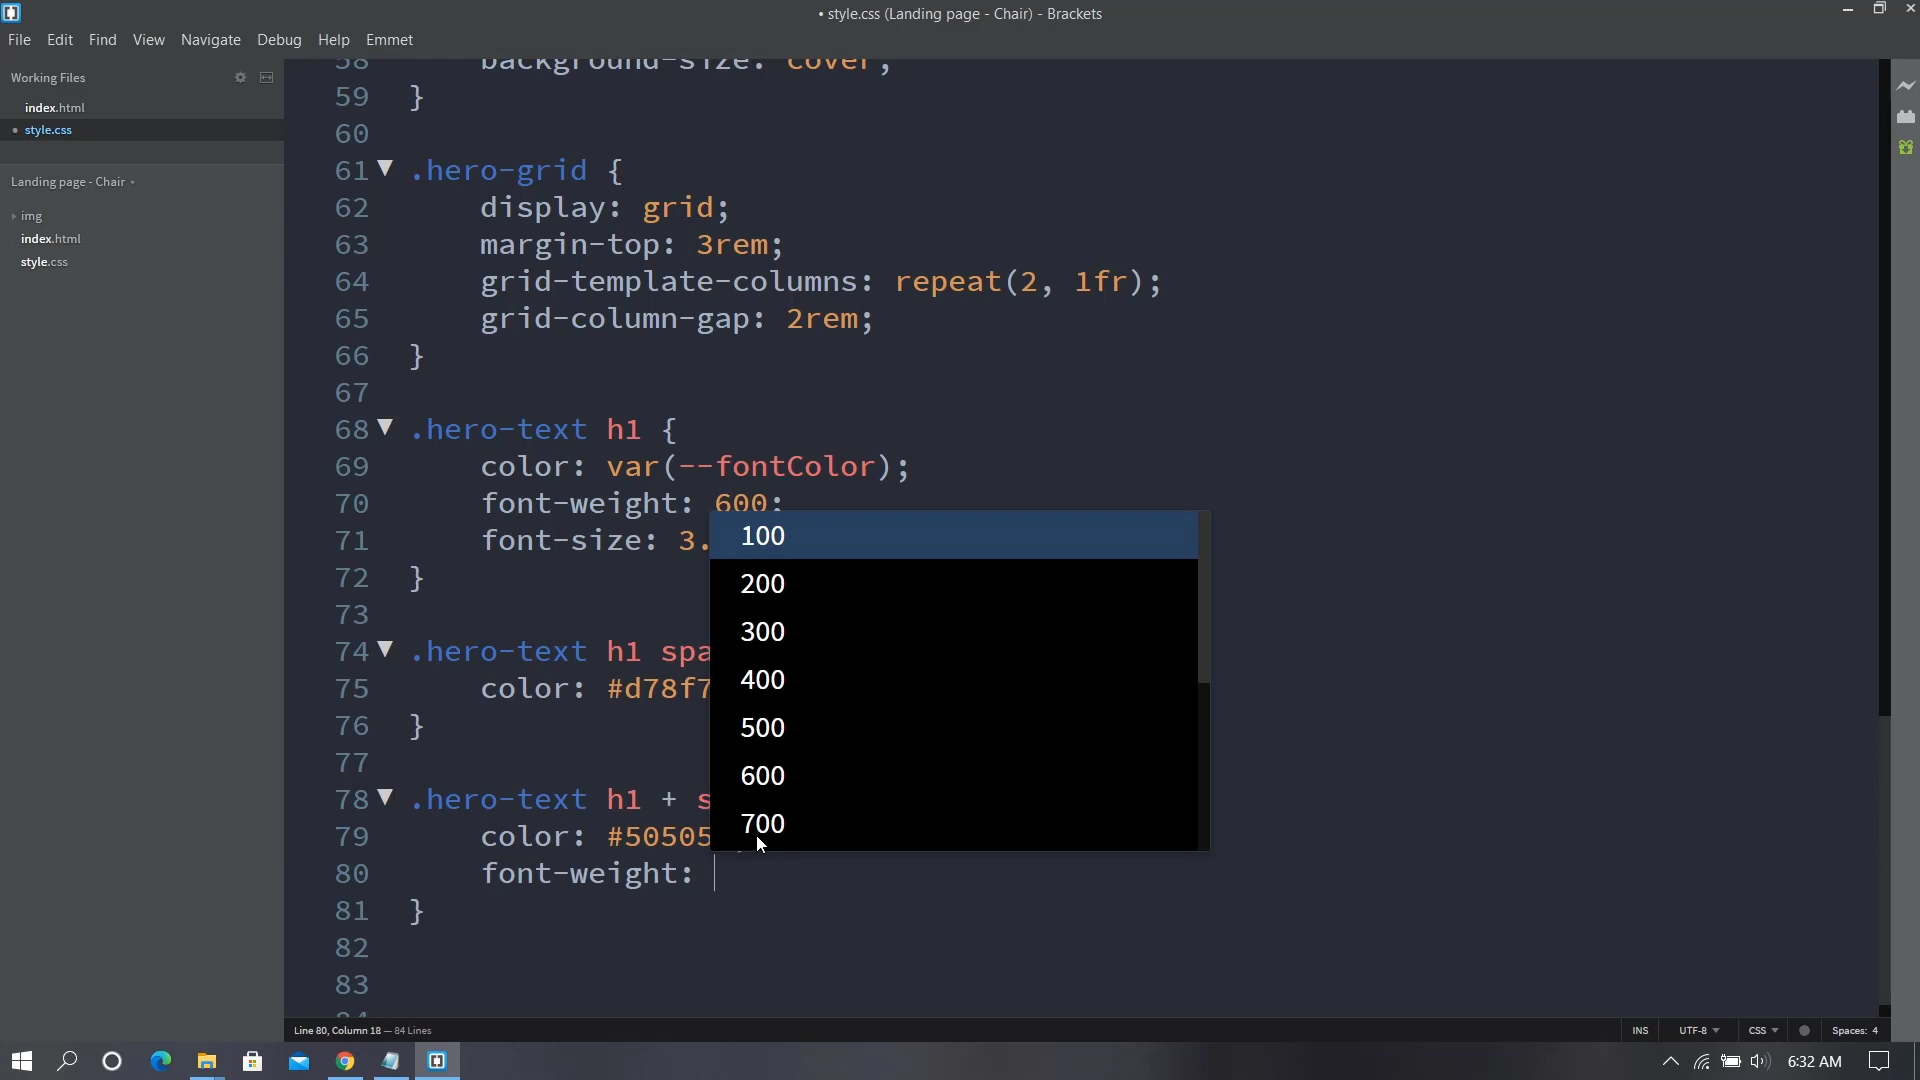 • style.css (Landing page - Chair) - Brackets
File Edit Find View Navigate Debug Help Emmet
Working Files
index.html
• style.css
Landing page - Chair
img
index.html
style.css
58 background-size: cover;
59 }
60
61 .hero-grid {
62 display: grid;
63 margin-top: 3rem;
64 grid-template-columns: repeat(2, 1fr);
65 grid-column-gap: 2rem;
66 }
67
68 .hero-text h1 {
69 color: var(--fontColor);
70 font-weight: 600;
71 font-size: 3.
72 }
73
74 .hero-text h1 spa
75 color: #d78f7
76 }
77
78 .hero-text h1 + s
79 color: #50505
80 font-weight:
81 }
82
83
84
100
200
300
400
500
600
700
Line 80, Column 18 — 84 Lines
INS UTF-8 CSS Spaces: 4
6:32 AM